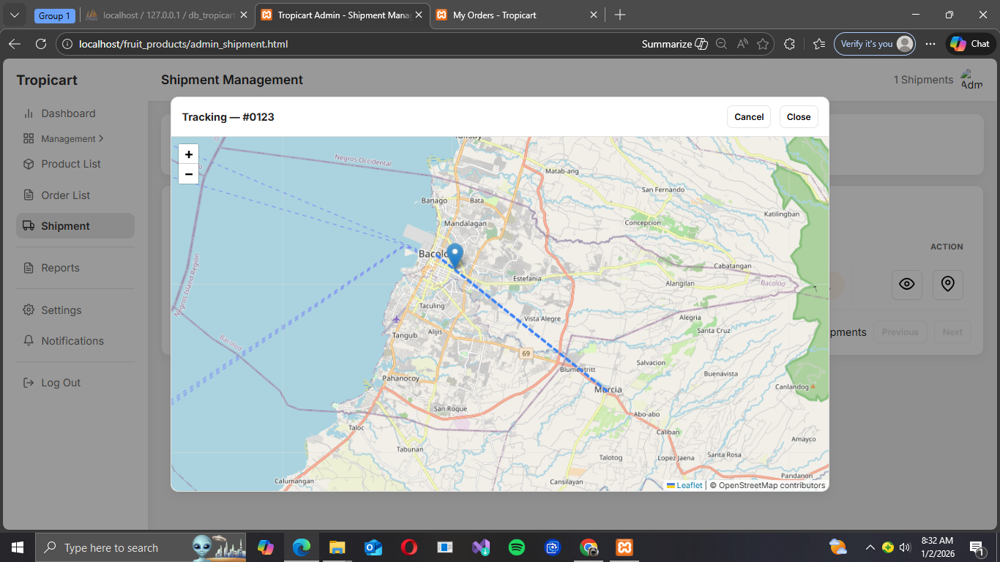 Group 1
localhost / 127.0.0.1 / db_tropicart
Tropicart Admin - Shipment Mana
My Orders - Tropicart
localhost/fruit_products/admin_shipment.html
Summarize
Verify it's you
Chat
Tropicart
Shipment Management
1 Shipments
Adm
Dashboard
Management
Product List
Order List
Shipment
Reports
Settings
Notifications
Log Out
Tracking — #0123
Cancel
Close
+
−
Negros Occidental
Matab-ang
San Fernando
Banago
Bata
Katilingban
Mandalagan
Concepcion
Bacolo
Cabatangan
Estefania
Alangilan
Bacolod
Negros Island Region
Taculing
Vista Alegre
Alegria
Tangub
Alijis
Santa Cruz
Bacolod
69
Salvacion
Blumentritt
Buenavista
Pahanocoy
Murcia
Canlandog
San Roque
Abo-abo
Taloc
Caliban
Amayco
Tabunan
Talotog
Lopez Jaena
Santa Rosa
Pandanon
Calumangan
Cansilayan
Leaflet | © OpenStreetMap contributors
ACTION
pments
Previous
Next
Type here to search
8:32 AM
1/2/2026
1